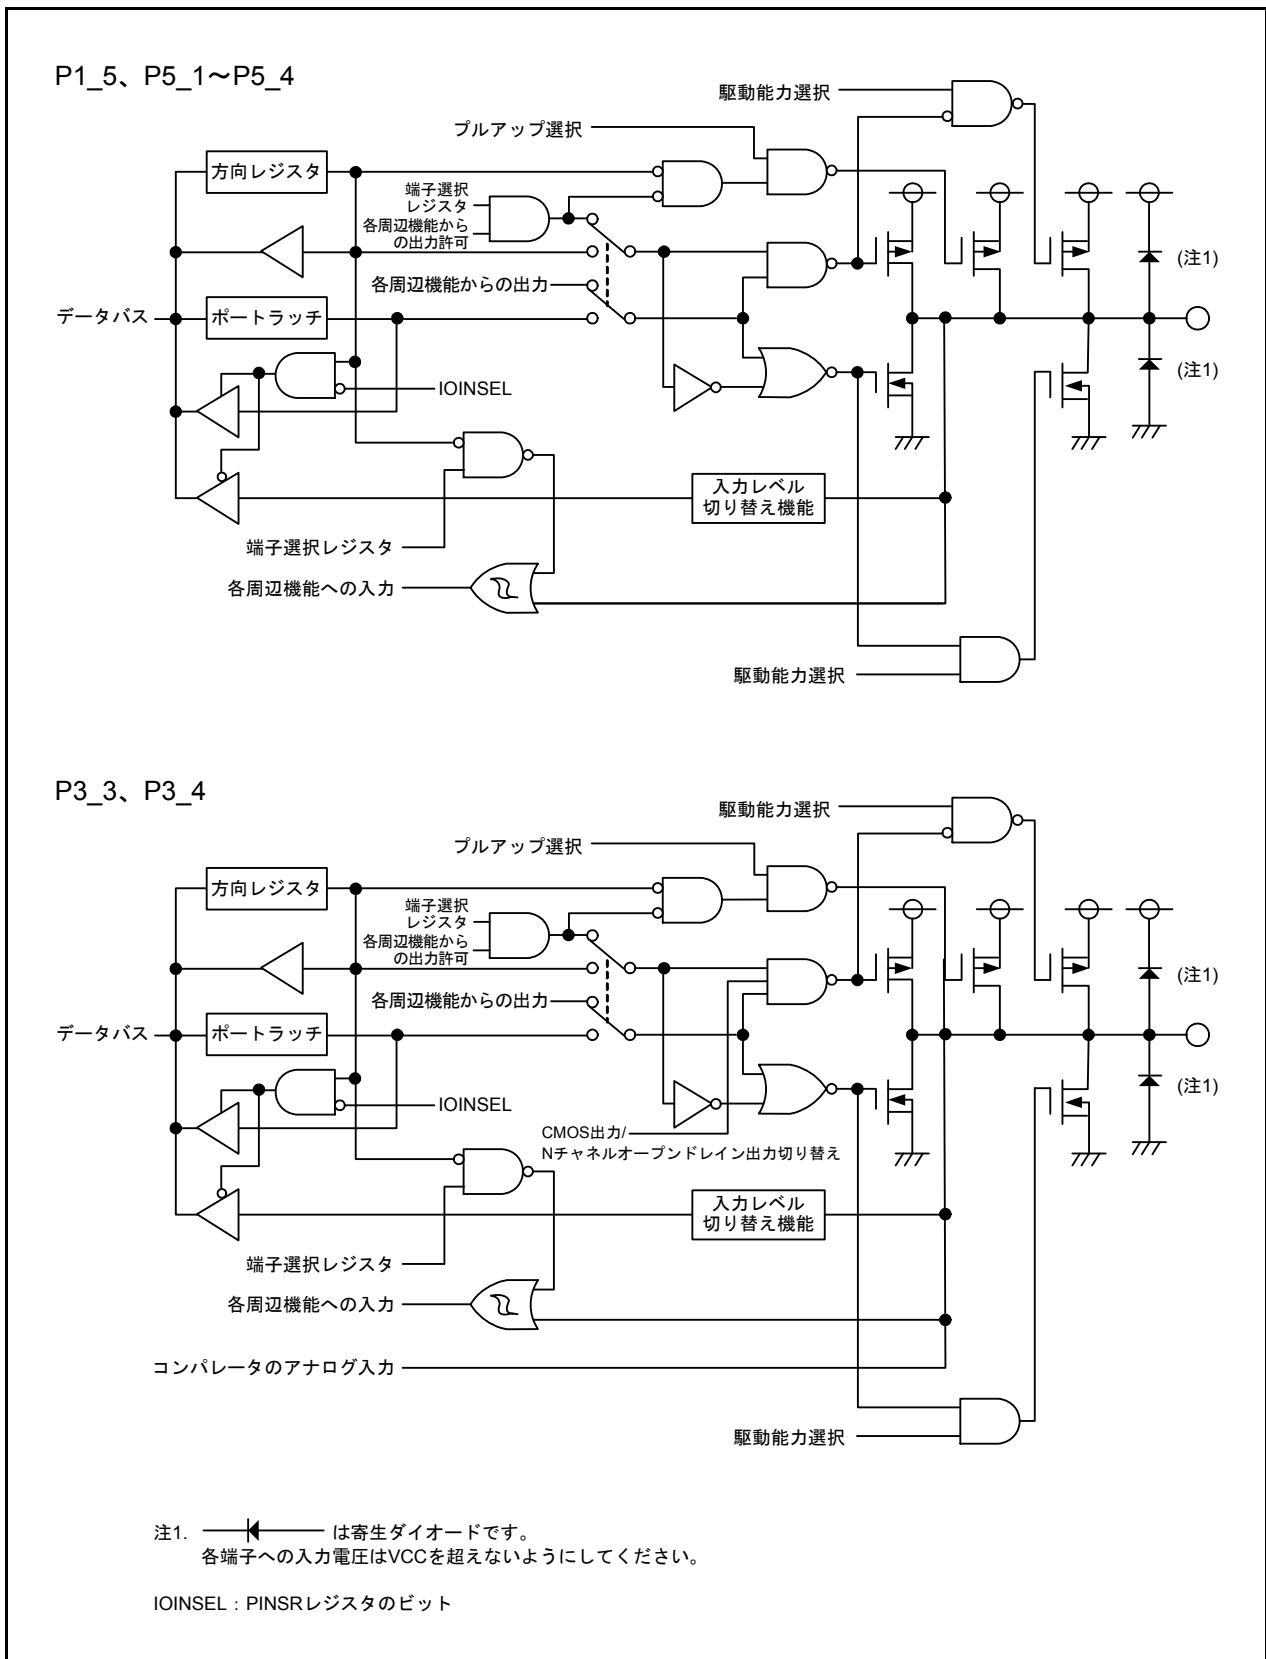 P1_5、P5_1～P5_4
駆動能力選択
プルアップ選択
方向レジスタ
端子選択
レジスタ
各周辺機能から
の出力許可
(注1)
各周辺機能からの出力
データバス
ポートラッチ
(注1)
IOINSEL
入力レベル
切り替え機能
端子選択レジスタ
各周辺機能への入力
駆動能力選択
P3_3、P3_4
駆動能力選択
プルアップ選択
方向レジスタ
端子選択
レジスタ
各周辺機能から
の出力許可
(注1)
各周辺機能からの出力
データバス
ポートラッチ
(注1)
IOINSEL
CMOS出力/
Nチャネルオープンドレイン出力切り替え
入力レベル
切り替え機能
端子選択レジスタ
各周辺機能への入力
コンパレータのアナログ入力
駆動能力選択
注1. は寄生ダイオードです。
各端子への入力電圧はVCCを超えないようにしてください。
IOINSEL：PINSRレジスタのビット